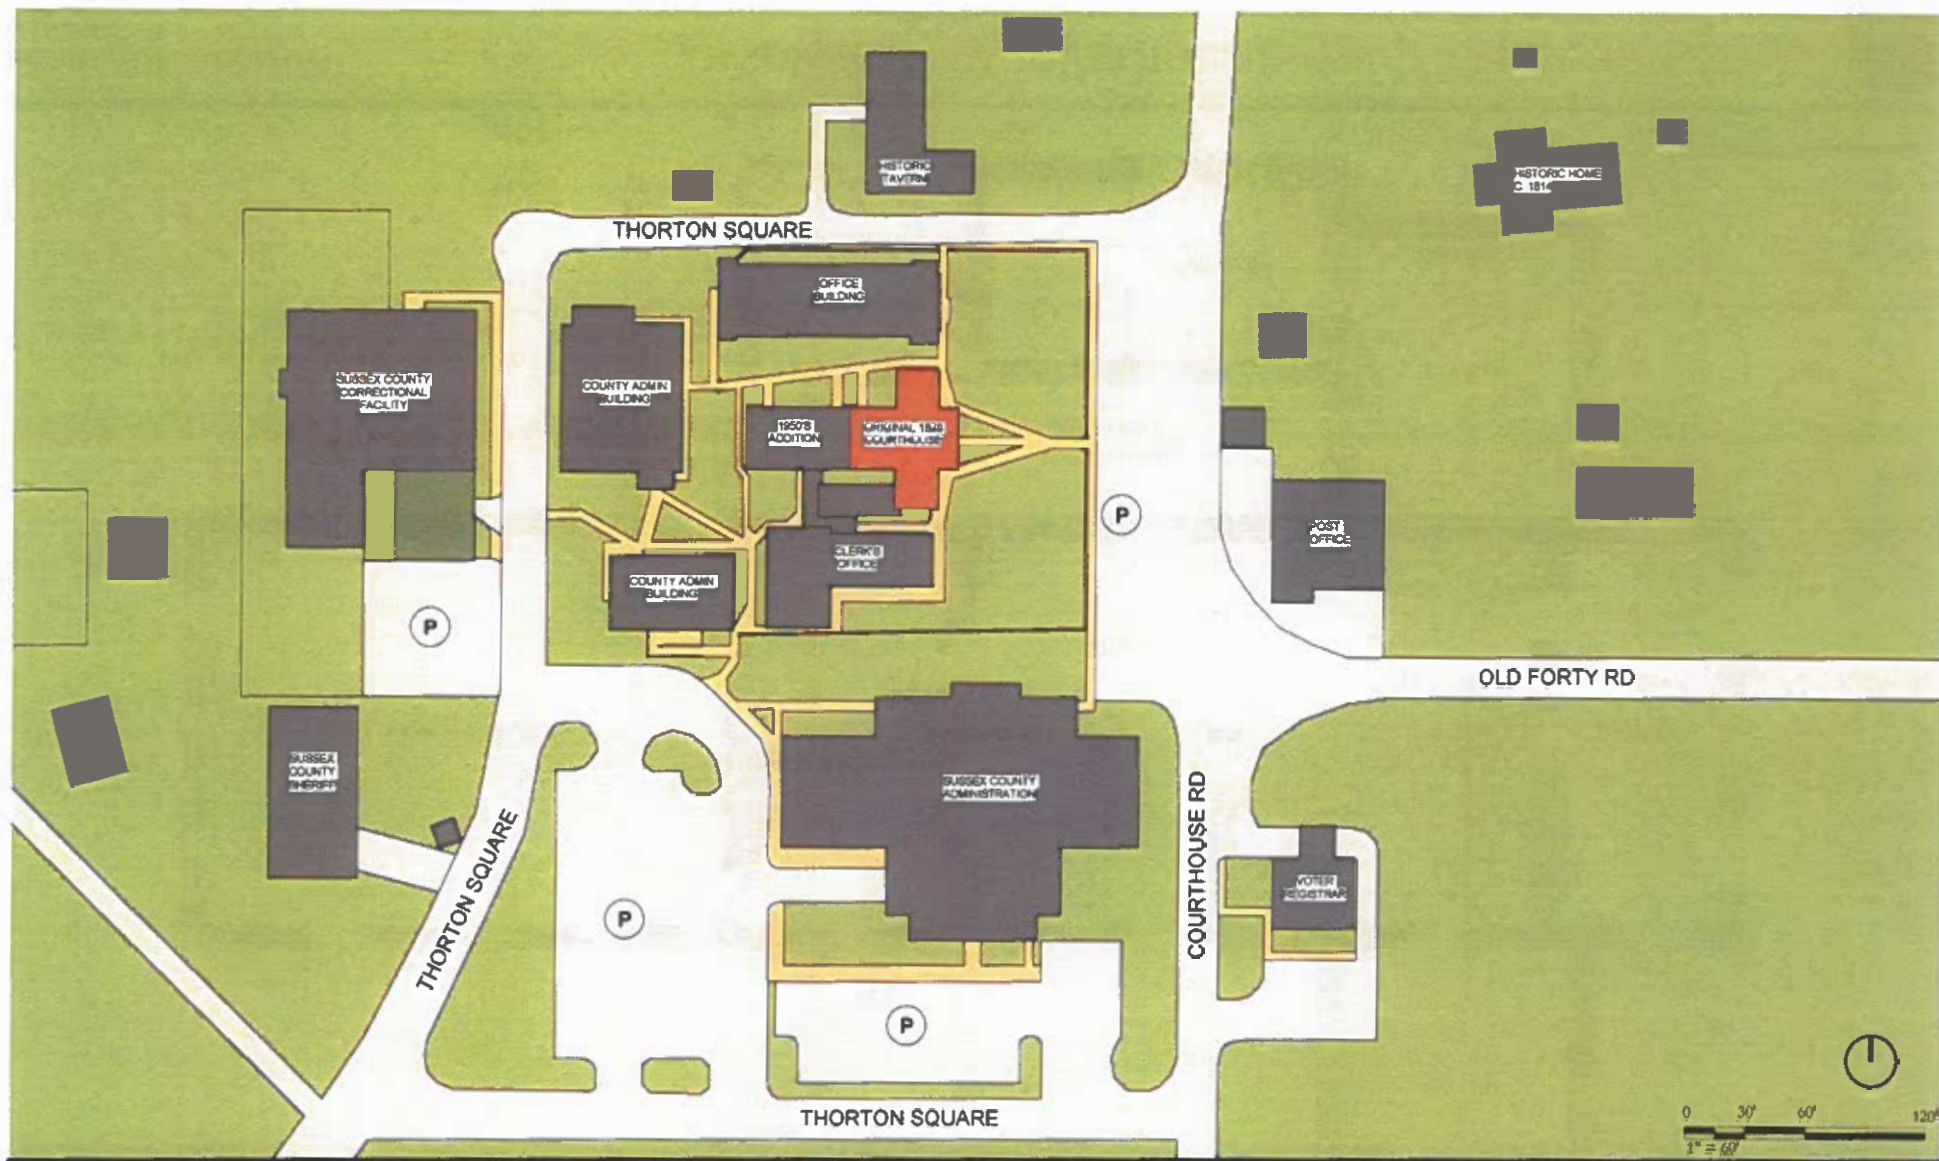 HISTORIC
TAVERN
HISTORIC HOME
C. 1814
THORTON SQUARE
OFFICE
BUILDING
SUSSEX COUNTY
CORRECTIONAL
FACILITY
COUNTY ADMIN
BUILDING
1950'S
ADDITION
ORIGINAL
COURTHOUSE
P
POST
OFFICE
CLERK'S
OFFICE
COUNTY ADMIN
BUILDING
P
OLD FORTY RD
SUSSEX
COUNTY
SHERIFF
SUSSEX COUNTY
ADMINISTRATION
THORTON SQUARE
COURTHOUSE RD
VOTER
REGISTRAR
P
P
THORTON SQUARE
0 30' 60' 120'
1" = 60'